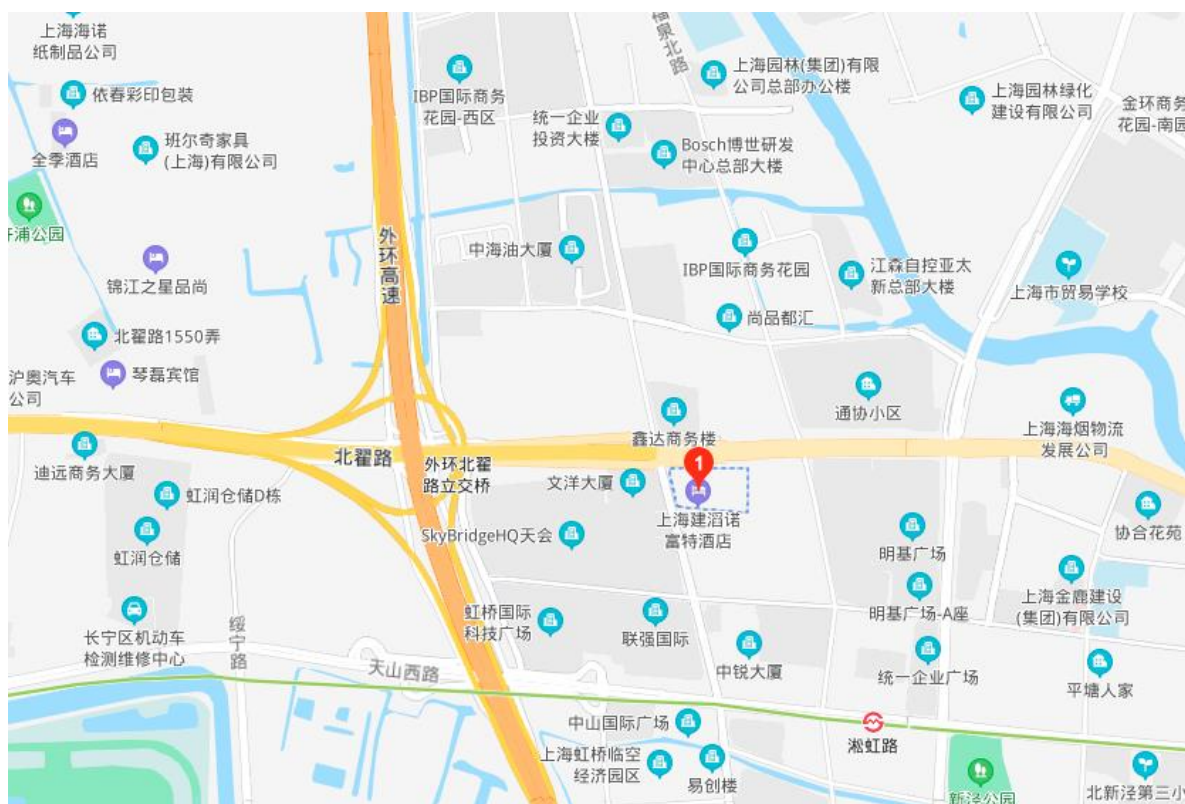 上海海诺
纸制品公司
依春彩印包装
全季酒店
班尔奇家具
(上海)有限公司
IBP国际商务
花园-西区
福泉北路
统一企业
投资大楼
上海园林(集团)有限
公司总部办公楼
Bosch博世研发
中心总部大楼
上海园林绿化
建设有限公司
金环商务
花园-南园
浦公园
外环高速
中海油大厦
IBP国际商务花园
江森自控亚太
新总部大楼
上海市贸易学校
锦江之星品尚
北翟路1550弄
尚品都汇
琴磊宾馆
沪奥汽车
公司
通协小区
鑫达商务楼
上海海烟物流
发展公司
北翟路
外环北翟
路立交桥
迪远商务大厦
虹润仓储D栋
文洋大厦
1
上海建滔诺
富特酒店
虹润仓储
SkyBridgeHQ天会
明基广场
协合花苑
长宁区机动车
检测维修中心
绥宁路
虹桥国际
科技广场
联强国际
明基广场-A座
上海金鹿建设
(集团)有限公司
天山西路
中锐大厦
统一企业广场
平塘人家
中山国际广场
淞虹路
上海虹桥临空
经济园区
易创楼
新泾公园
北新泾第三小